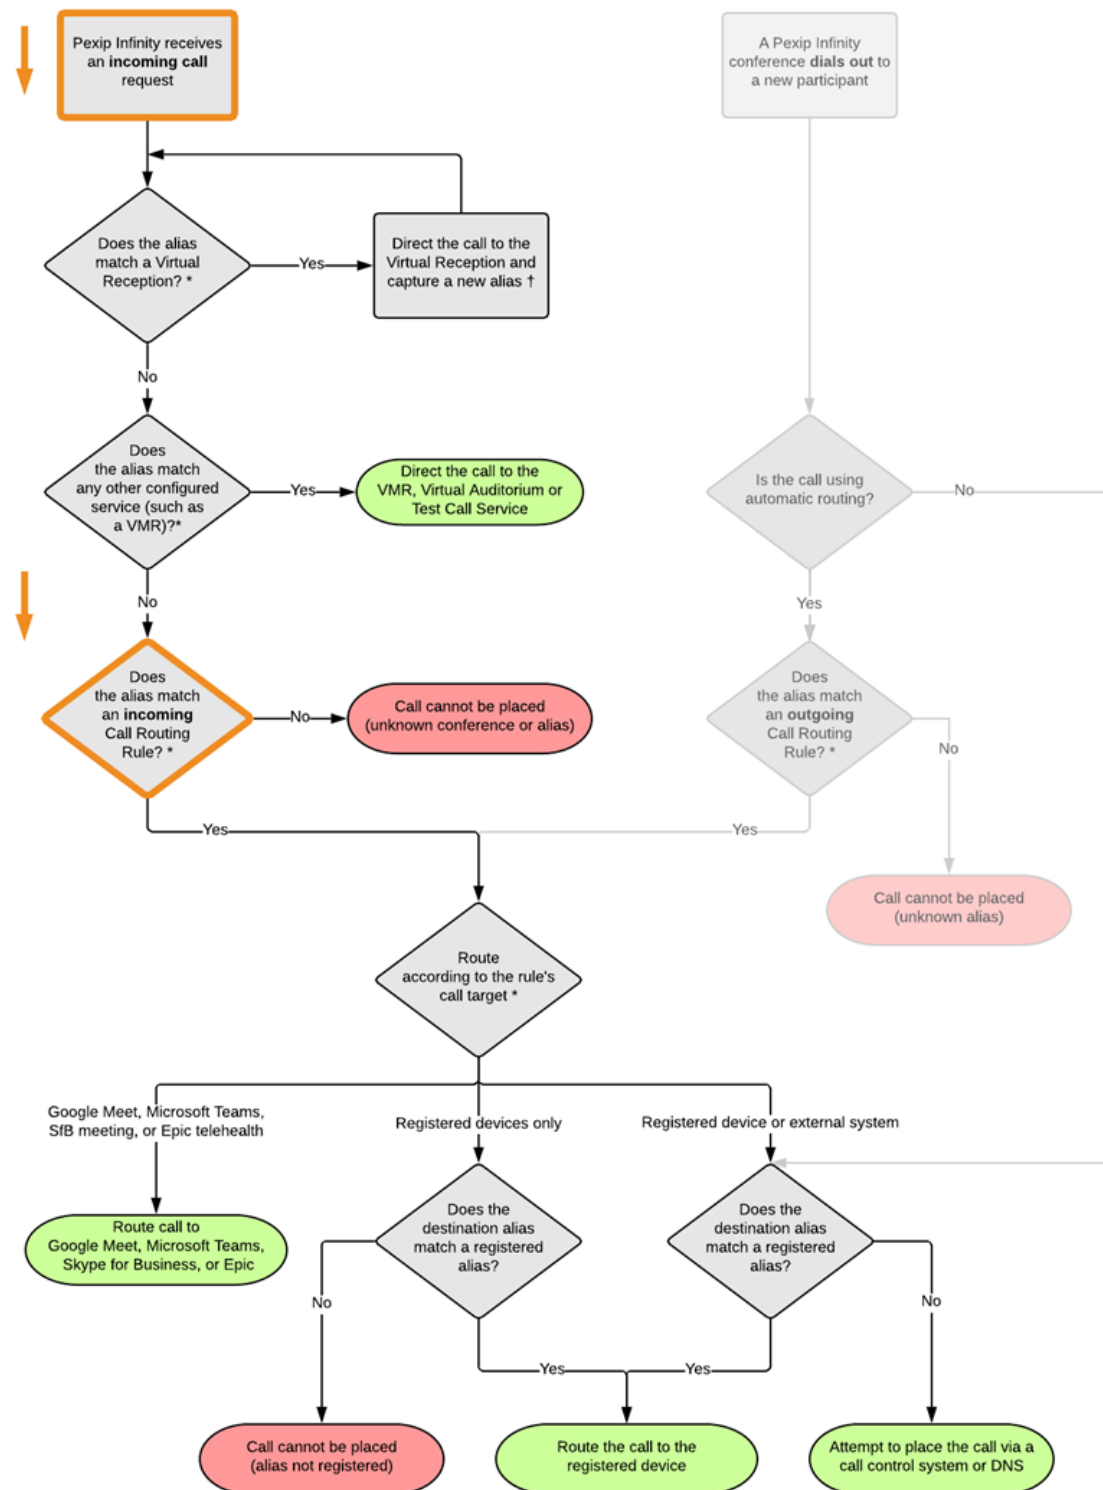 Pexip Infinity receives
an incoming call
request
A Pexip Infinity
conference dials out to
a new participant
Does the alias
match a Virtual
Reception? *
Yes
Direct the call to the
Virtual Reception and
capture a new alias †
No
Does
the alias match
any other configured
service (such as
a VMR)?*
Yes
Direct the call to the
VMR, Virtual Auditorium or
Test Call Service
Is the call using
automatic routing?
No
No
Yes
Does
the alias match
an incoming
Call Routing
Rule? *
No
Call cannot be placed
(unknown conference or alias)
Does
the alias match
an outgoing
Call Routing
Rule? *
No
Yes
Yes
Call cannot be placed
(unknown alias)
Route
according to the rule's
call target *
Google Meet, Microsoft Teams,
SfB meeting, or Epic telehealth
Registered devices only
Registered device or external system
Route call to
Google Meet, Microsoft Teams,
Skype for Business, or Epic
Does the
destination alias
match a registered
alias?
Does the
destination alias
match a registered
alias?
No
No
Yes
Yes
Call cannot be placed
(alias not registered)
Route the call to the
registered device
Attempt to place the call via a
call control system or DNS